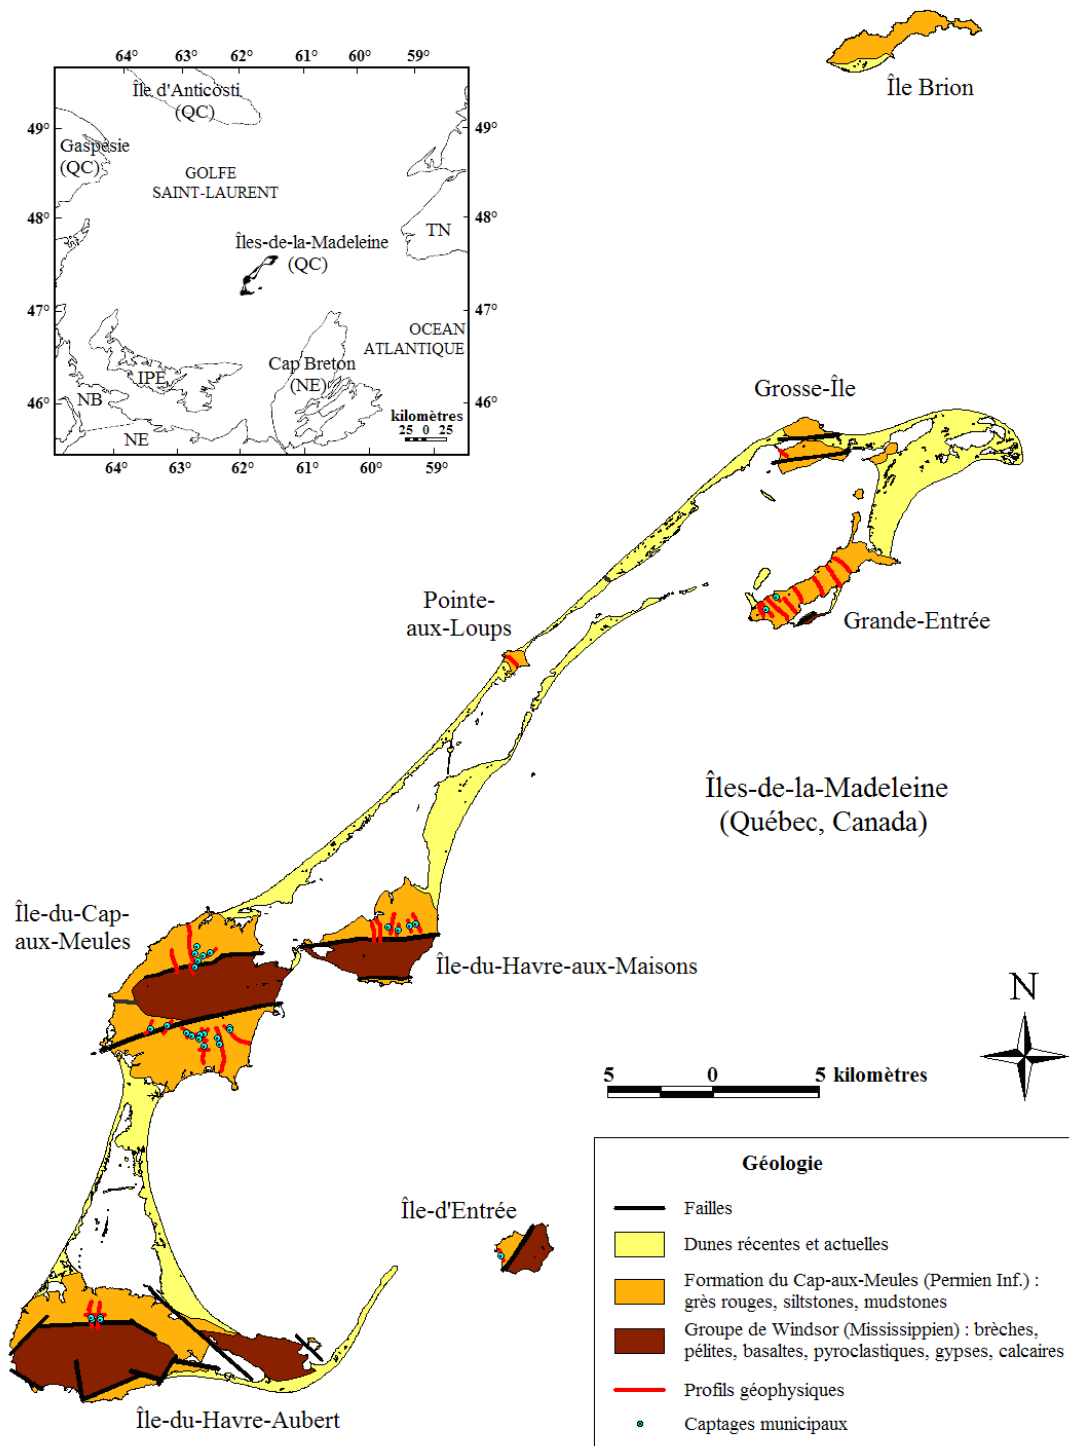 64° 63° 62° 61° 60° 59°
Île d'Anticosti
(QC)
49° 49°
Gaspésie
(QC)
GOLFE
SAINT-LAURENT
48° 48°
TN
Îles-de-la-Madeleine
(QC)
47° 47°
OCEAN
ATLANTIQUE
Cap Breton
(NE)
IPE
NB
46° 46°
kilomètres
25 0 25
NE
64° 63° 62° 61° 60° 59°
Île Brion
Grosse-Île
Pointe-
aux-Loups
Grande-Entrée
Îles-de-la-Madeleine
(Québec, Canada)
Île-du-Cap-
aux-Meules
Île-du-Havre-aux-Maisons
N
5 0 5 kilomètres
Île-d'Entrée
Île-du-Havre-Aubert
Géologie
Failles
Dunes récentes et actuelles
Formation du Cap-aux-Meules (Permien Inf.) :
grès rouges, siltstones, mudstones
Groupe de Windsor (Mississippien) : brèches,
pélites, basaltes, pyroclastiques, gypses, calcaires
Profils géophysiques
Captages municipaux